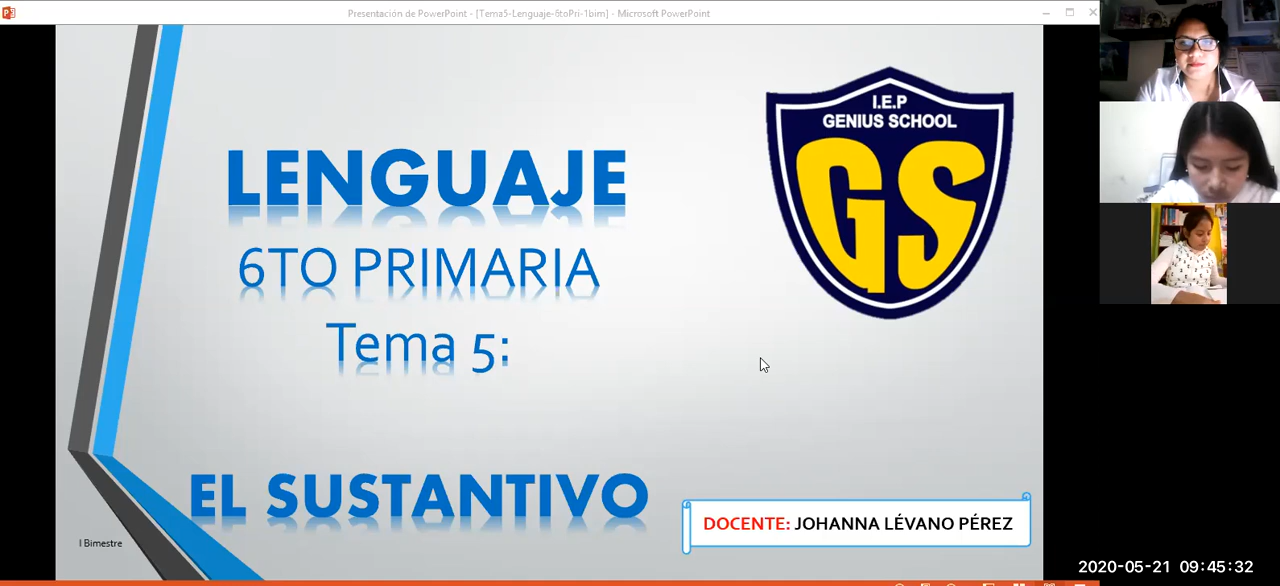 Presentación de PowerPoint - [Tema5-Lenguaje-6toPri-1bim] - Microsoft PowerPoint
I.E.P
GENIUS SCHOOL
GS
LENGUAJE
6TO PRIMARIA
Tema 5:
EL SUSTANTIVO
DOCENTE: JOHANNA LÉVANO PÉREZ
I Bimestre
2020-05-21 09:45:32